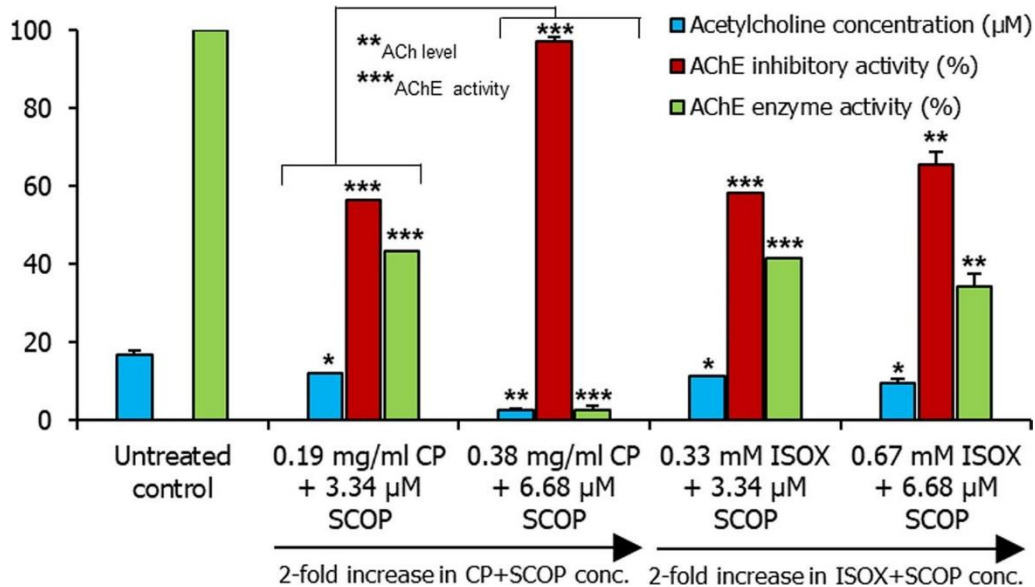 100
80
60
40
20
0
**ACh level
***AChE activity
Acetylcholine concentration (µM)
AChE inhibitory activity (%)
AChE enzyme activity (%)
*
***
***
**
***
***
*
***
***
*
**
**
Untreated
control
0.19 mg/ml CP
+ 3.34 µM
SCOP
0.38 mg/ml CP
+ 6.68 µM
SCOP
0.33 mM ISOX
+ 3.34 µM
SCOP
0.67 mM ISOX
+ 6.68 µM
SCOP
2-fold increase in CP+SCOP conc.
2-fold increase in ISOX+SCOP conc.